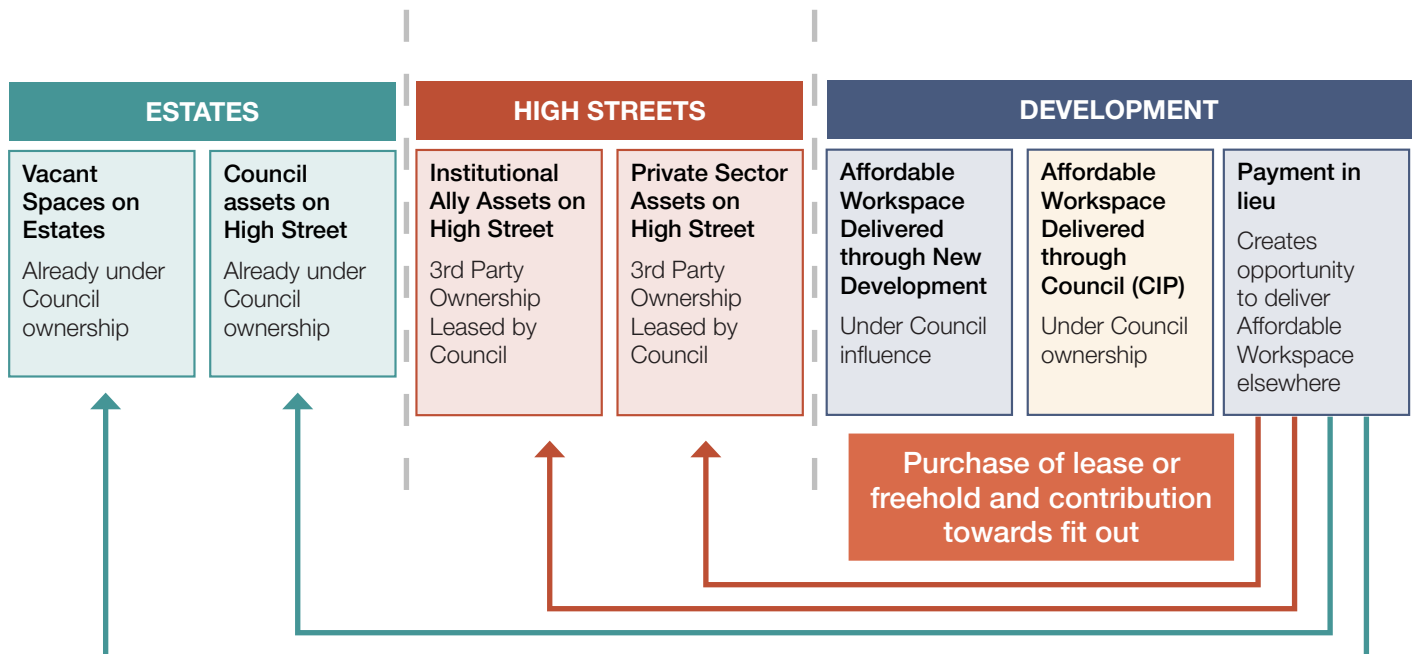 ESTATES
Vacant
Spaces on
Estates
Already under
Council
ownership
Council
assets on
High Street
Already under
Council
ownership
HIGH STREETS
Institutional
Ally Assets on
High Street
3rd Party
Ownership
Leased by
Council
Private Sector
Assets on
High Street
3rd Party
Ownership
Leased by
Council
DEVELOPMENT
Affordable
Workspace
Delivered
through New
Development
Under Council
influence
Affordable
Workspace
Delivered
through
Council (CIP)
Under Council
ownership
Payment in
lieu
Creates
opportunity
to deliver
Affordable
Workspace
elsewhere
Purchase of lease or
freehold and contribution
towards fit out